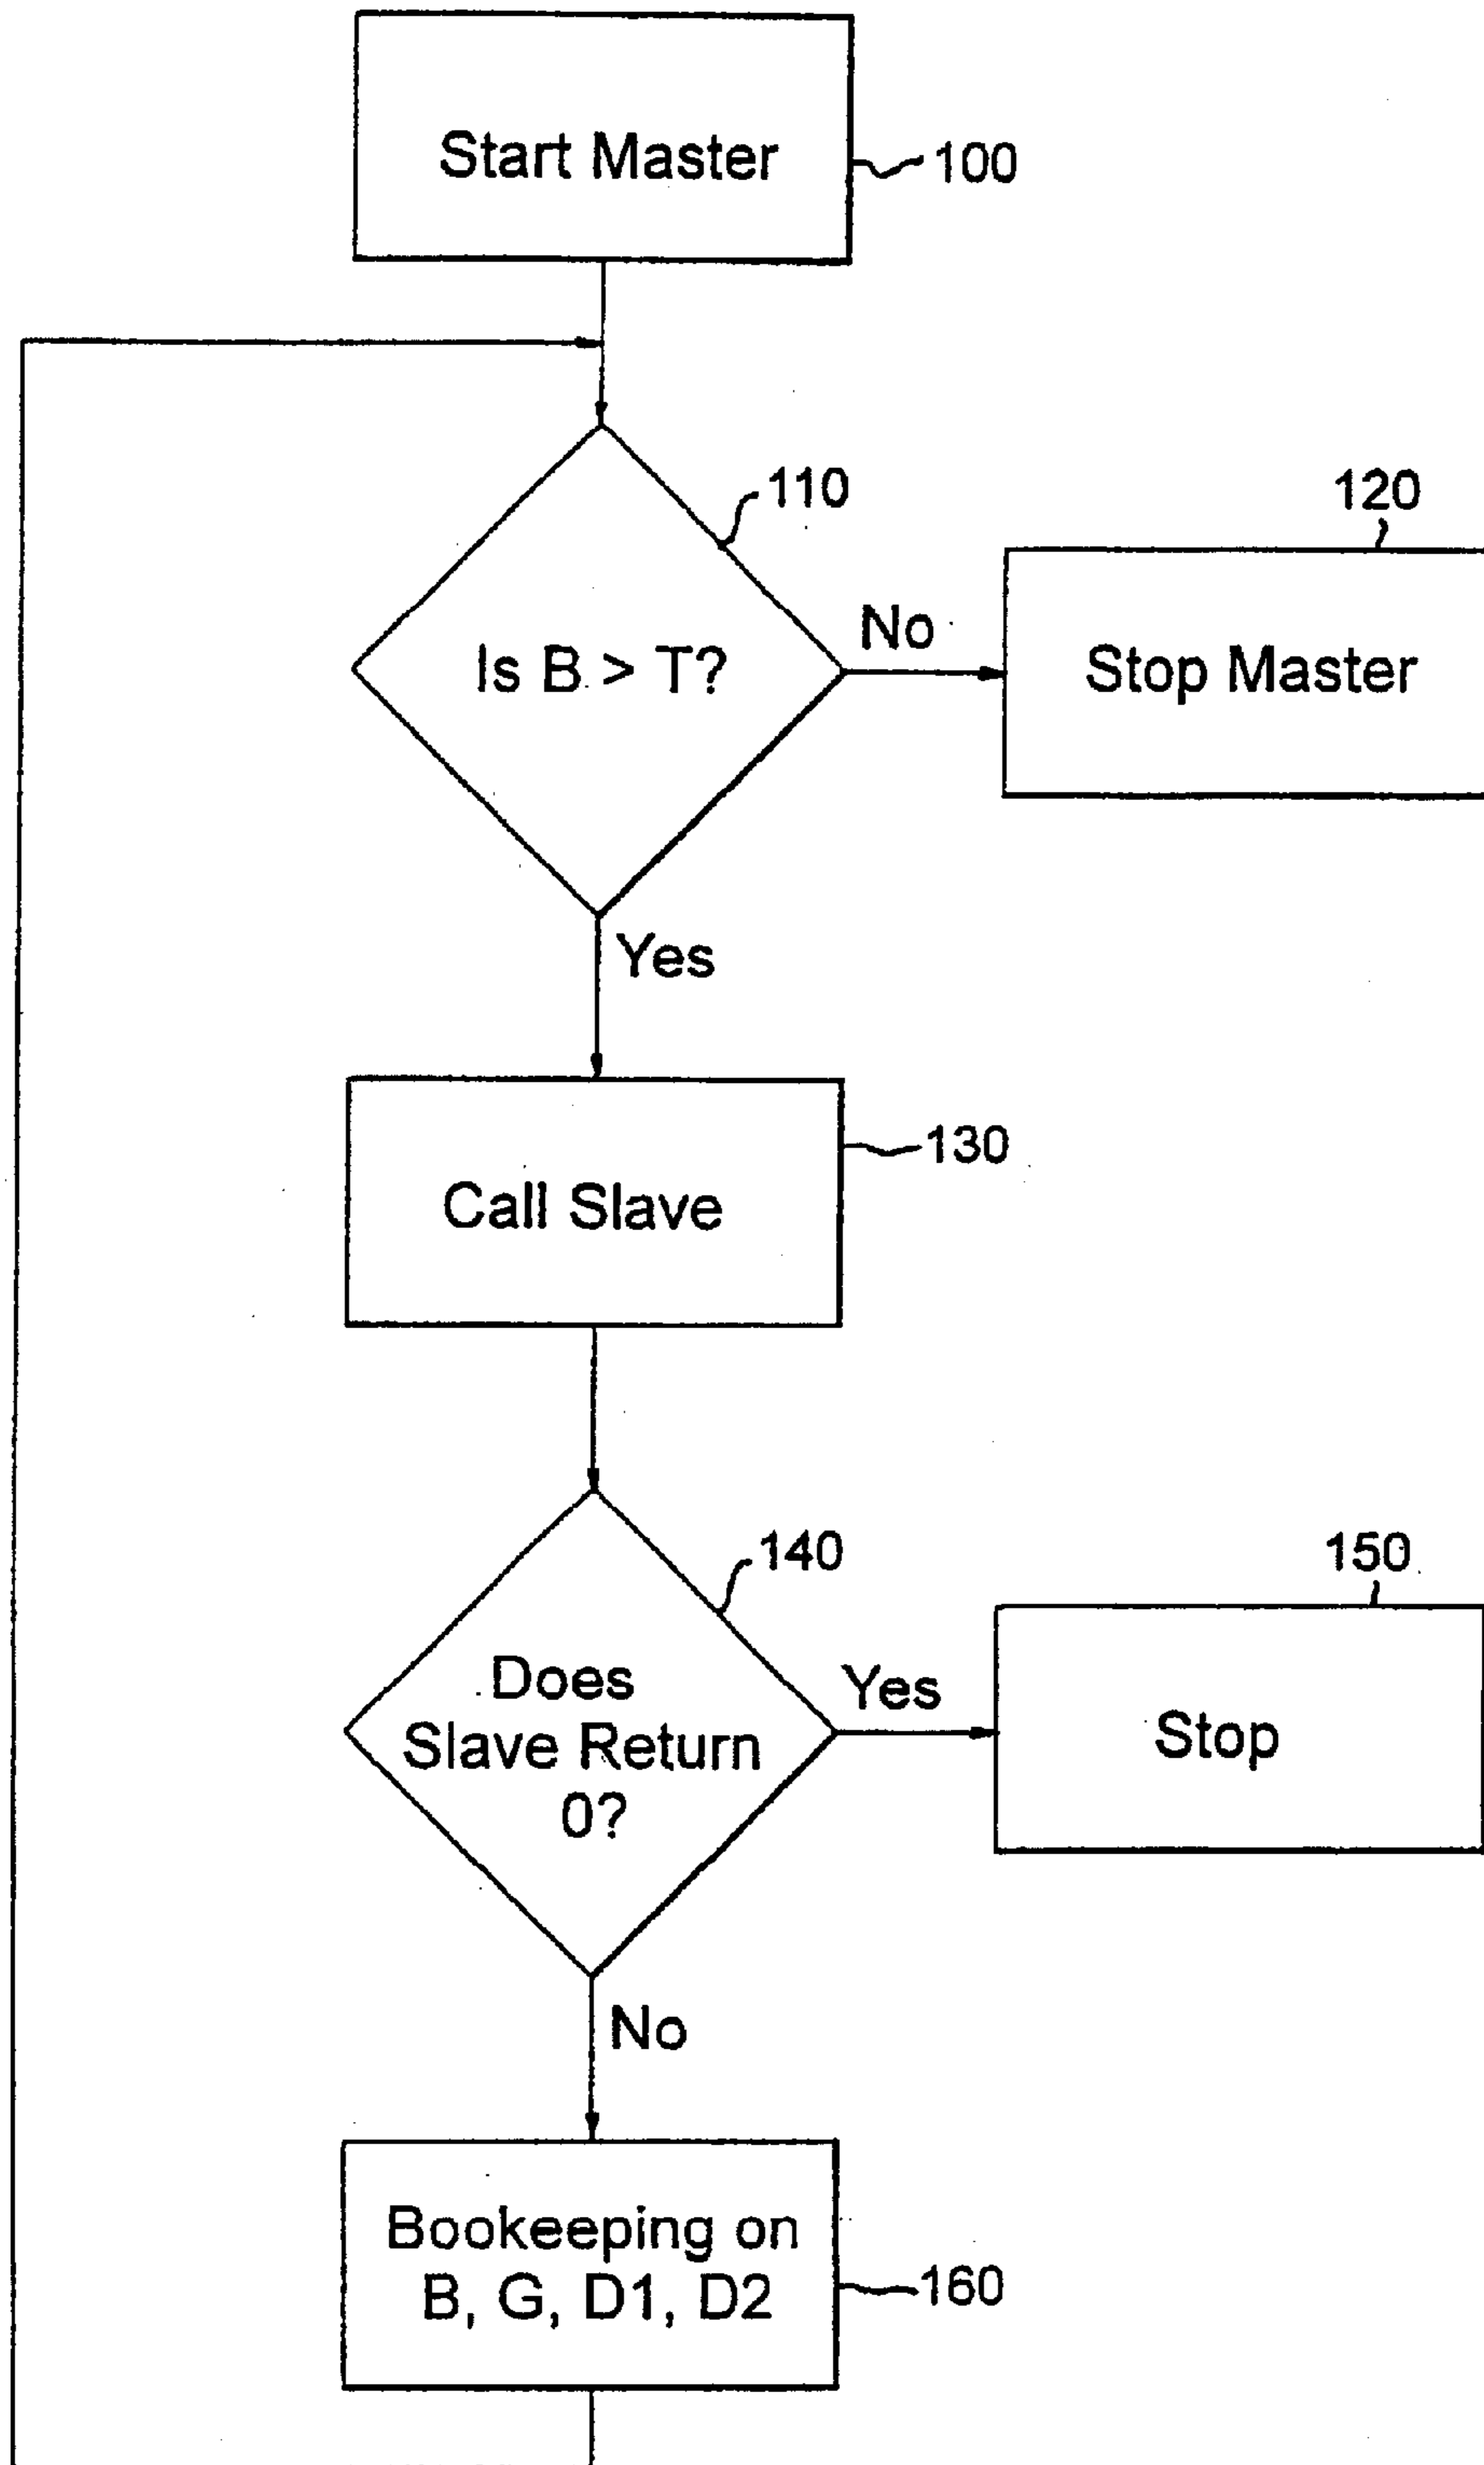 Start Master
100
110
120
Is B > T?
No
Stop Master
Yes
130
Call Slave
140
150
Does
Slave Return
0?
Yes
Stop
No
Bookeeping on
B, G, D1, D2
160